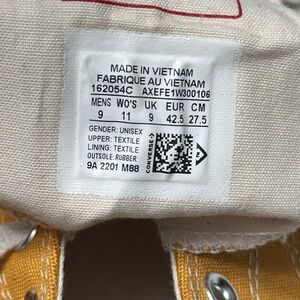 MADE IN VIETNAM
FABRIQUE AU VIETNAM
162054C AXEFE1W300106
MENS WO'S UK EUR CM
9 11 9 42.5 27.5
GENDER: UNISEX
UPPER: TEXTILE
LINING: TEXTILE
OUTSOLE: RUBBER
9A 2201 M88
CONVERSE